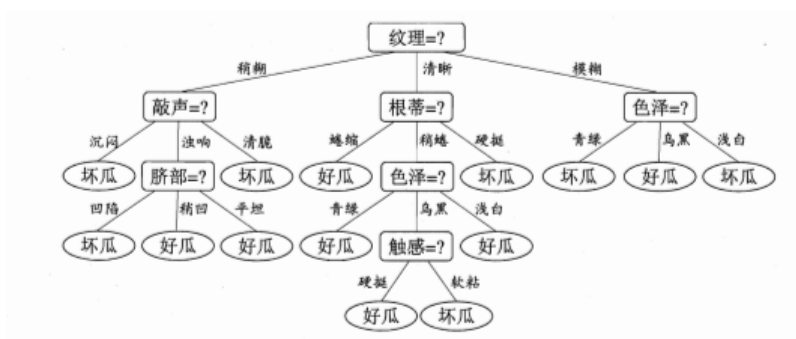 纹理=?
稍糊 清晰 模糊
敲声=? 根蒂=? 色泽=?
沉闷 浊响 清脆 蜷缩 稍蜷 硬挺 青绿 乌黑 浅白
坏瓜 脐部=? 坏瓜 好瓜 色泽=? 坏瓜 坏瓜 好瓜 坏瓜
凹陷 稍凹 平坦 青绿 乌黑 浅白
坏瓜 好瓜 好瓜 好瓜 触感=? 好瓜
硬挺 软粘
好瓜 坏瓜